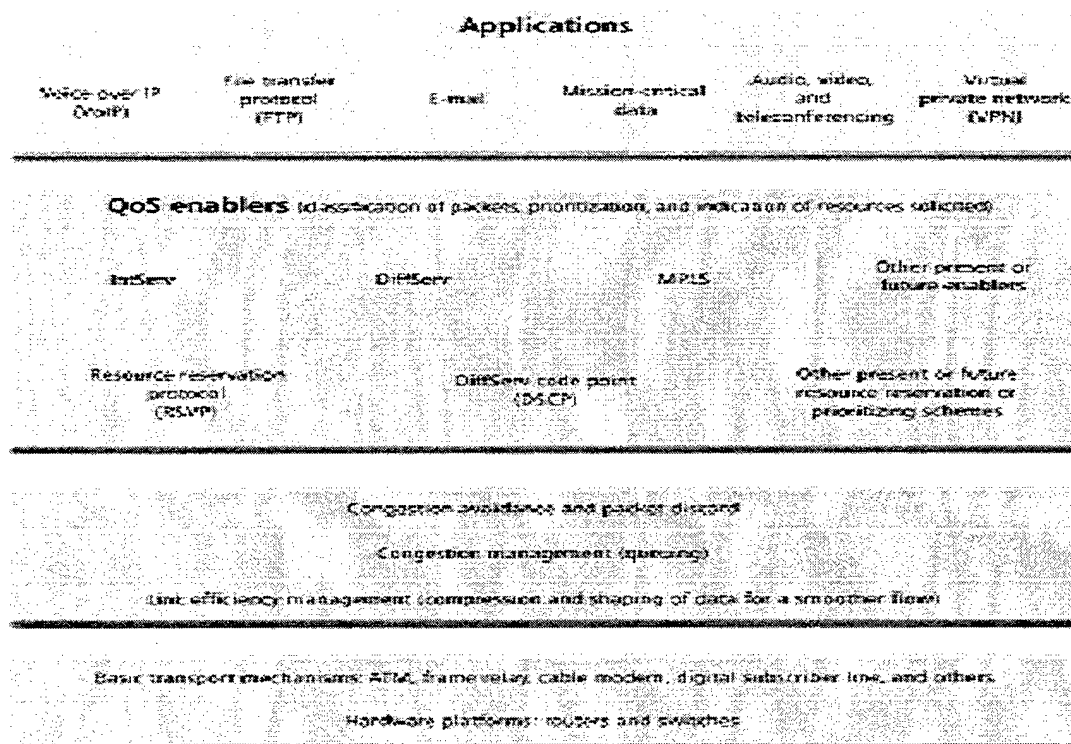 Applications
Voice over IP (VoIP)
File transfer protocol (FTP)
E-mail
Mission-critical data
Audio, video, and teleconferencing
Virtual private network (VPN)
QoS enablers (classification of packets, prioritization, and indication of resources solicited)
IntServ
DiffServ
MPLS
Other present or future enablers
Resource reservation protocol (RSVP)
DiffServ code point (DSCP)
Other present or future resource reservation or prioritizing schemes
Congestion avoidance and packet discard
Congestion management (queuing)
Link efficiency management (compression and shaping of data for a smoother flow)
Basic transport mechanisms: ATM, frame relay, cable modem, digital subscriber line, and others
Hardware platforms: routers and switches